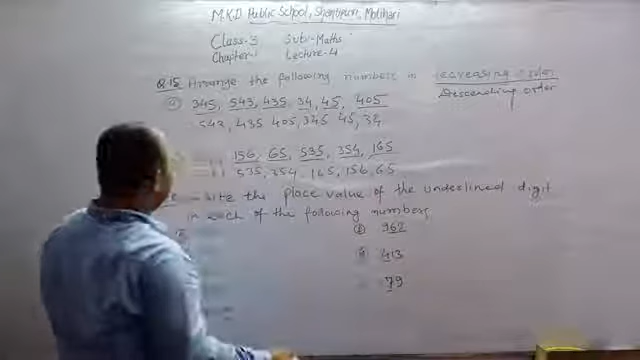 M.K.D Public School, Shantipuri, Motihari
Class-3 Sub:-Maths
Chapter-1 Lecture-4
Q.15 Arrange the following numbers in decreasing order
Descending order
345, 543, 435, 34, 45, 405
543, 435 405, 345 45, 34
156, 65, 535, 354, 165
535, 354, 165, 156, 65
the place value of the underlined digit
in each of the following numbers
962
413
79